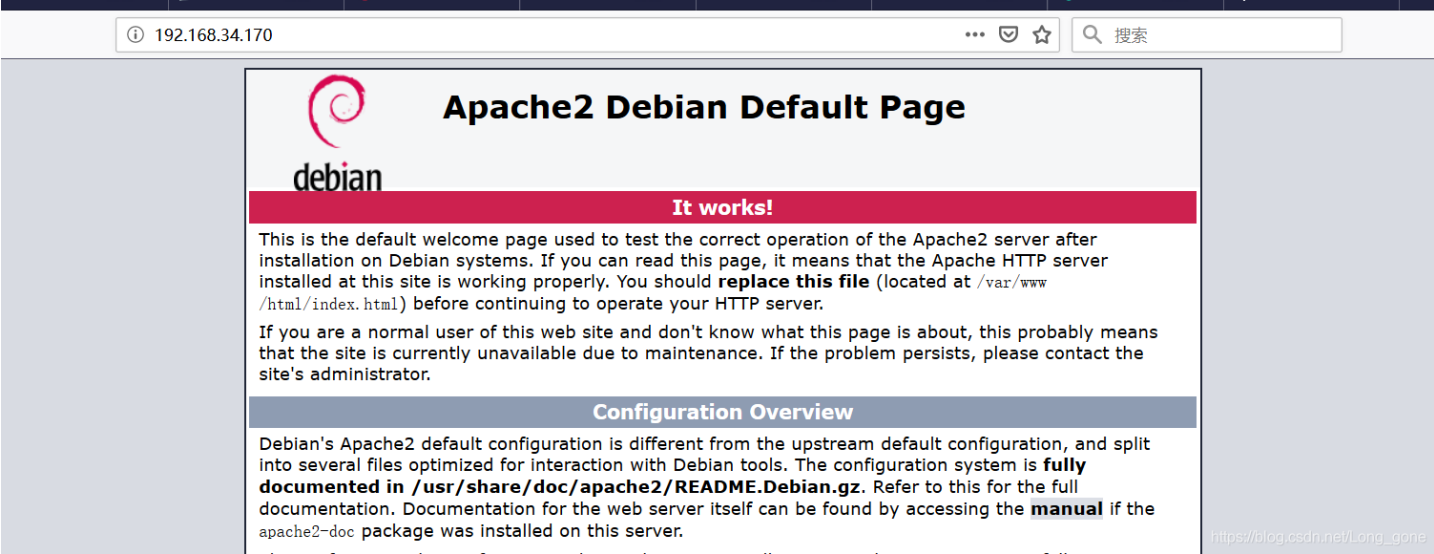 192.168.34.170
搜索
debian
Apache2 Debian Default Page
It works!
This is the default welcome page used to test the correct operation of the Apache2 server after
installation on Debian systems. If you can read this page, it means that the Apache HTTP server
installed at this site is working properly. You should replace this file (located at /var/www
/html/index.html) before continuing to operate your HTTP server.
If you are a normal user of this web site and don't know what this page is about, this probably means
that the site is currently unavailable due to maintenance. If the problem persists, please contact the
site's administrator.
Configuration Overview
Debian's Apache2 default configuration is different from the upstream default configuration, and split
into several files optimized for interaction with Debian tools. The configuration system is fully
documented in /usr/share/doc/apache2/README.Debian.gz. Refer to this for the full
documentation. Documentation for the web server itself can be found by accessing the manual if the
apache2-doc package was installed on this server.
https://blog.csdn.net/Long_gone